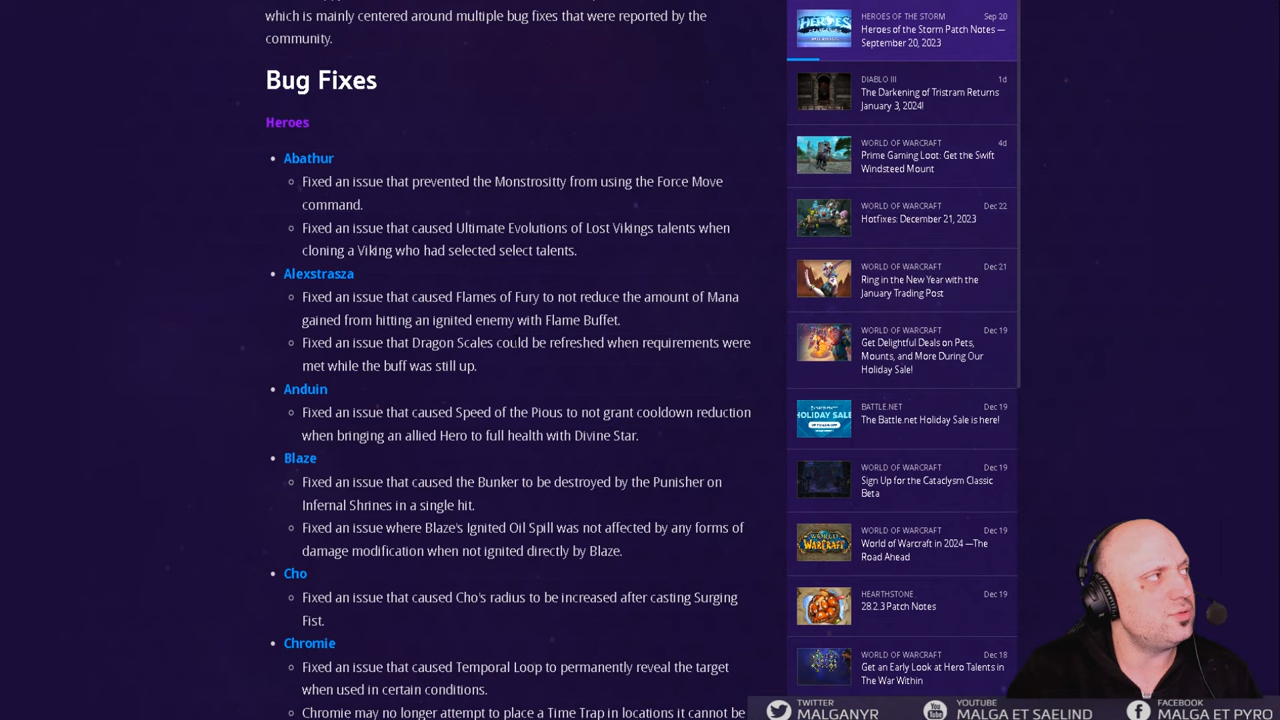 which is mainly centered around multiple bug fixes that were reported by the
community.
Bug Fixes
Heroes
Abathur
Fixed an issue that prevented the Monstrositty from using the Force Move
command.
Fixed an issue that caused Ultimate Evolutions of Lost Vikings talents when
cloning a Viking who had selected select talents.
Alexstrasza
Fixed an issue that caused Flames of Fury to not reduce the amount of Mana
gained from hitting an ignited enemy with Flame Buffet.
Fixed an issue that Dragon Scales could be refreshed when requirements were
met while the buff was still up.
Anduin
Fixed an issue that caused Speed of the Pious to not grant cooldown reduction
when bringing an allied Hero to full health with Divine Star.
Blaze
Fixed an issue that caused the Bunker to be destroyed by the Punisher on
Infernal Shrines in a single hit.
Fixed an issue where Blaze's Ignited Oil Spill was not affected by any forms of
damage modification when not ignited directly by Blaze.
Cho
Fixed an issue that caused Cho's radius to be increased after casting Surging
Fist.
Chromie
Fixed an issue that caused Temporal Loop to permanently reveal the target
when used in certain conditions.
Chromie may no longer attempt to place a Time Trap in locations it cannot be
HEROES OF THE STORM Sep 20
Heroes of the Storm Patch Notes —
September 20, 2023
DIABLO III 1d
The Darkening of Tristram Returns
January 3, 2024!
WORLD OF WARCRAFT 4d
Prime Gaming Loot: Get the Swift
Windsteed Mount
WORLD OF WARCRAFT Dec 22
Hotfixes: December 21, 2023
WORLD OF WARCRAFT Dec 21
Ring in the New Year with the
January Trading Post
WORLD OF WARCRAFT Dec 19
Get Delightful Deals on Pets,
Mounts, and More During Our
Holiday Sale!
HOLIDAY SALE
BATTLE.NET Dec 19
The Battle.net Holiday Sale is here!
WORLD OF WARCRAFT Dec 19
Sign Up for the Cataclysm Classic
Beta
WORLD OF WARCRAFT Dec 19
World of Warcraft in 2024 —The
Road Ahead
HEARTHSTONE Dec 19
28.2.3 Patch Notes
WORLD OF WARCRAFT Dec 18
Get an Early Look at Hero Talents in
The War Within
TWITTER
MALGANYR
YOUTUBE
MALGA ET SAELIND
FACEBOOK
MALGA ET PYRO